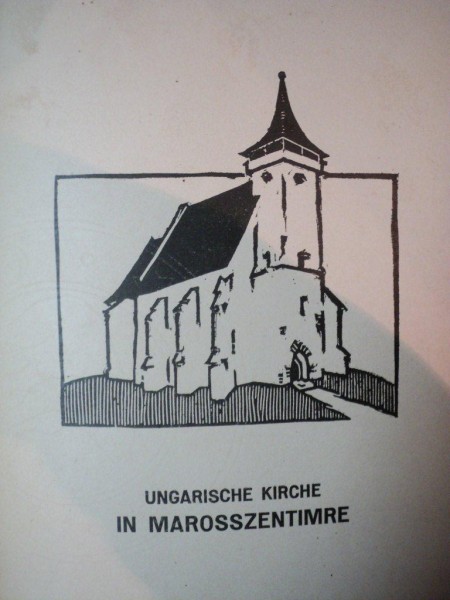 UNGARISCHE KIRCHE
IN MAROSSZENTIMRE